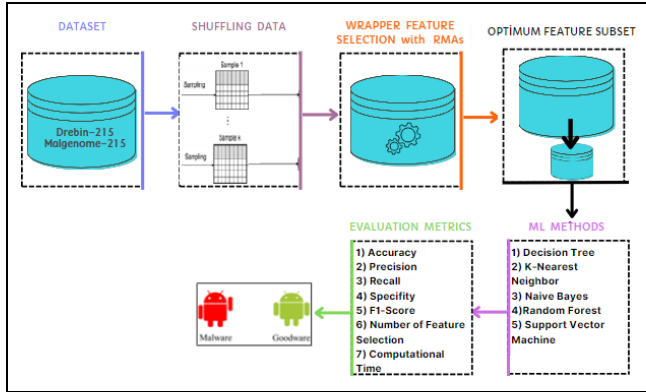 DATASET
Drebin-215
Malgenome-215
SHUFFLING DATA
Sample 1
Sampling
Sample k
Sampling
WRAPPER FEATURE
SELECTION with RMAs
OPTİMUM FEATURE SUBSET
ML METHODS
1) Decision Tree
2) K-Nearest
Neighbor
3) Naive Bayes
4)Random Forest
5) Support Vector
Machine
EVALUATION METRICS
1) Accuracy
2) Precision
3) Recall
4) Specifity
5) F1-Score
6) Number of Feature
Selection
7) Computational
Time
Malware
Goodware